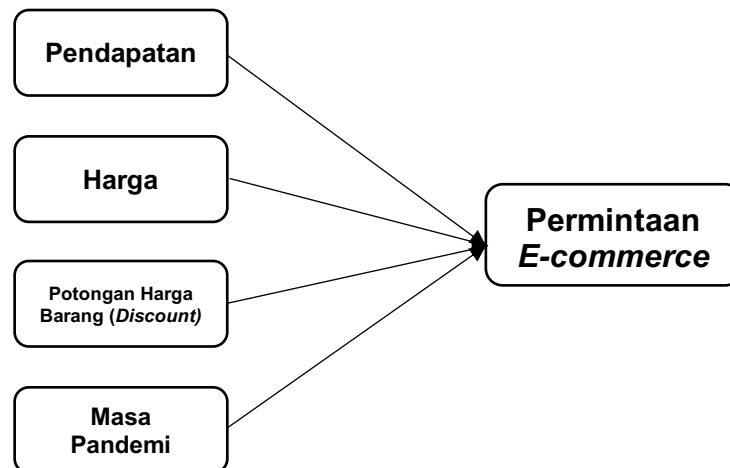 Pendapatan
Harga
Potongan Harga
Barang (Discount)
Masa
Pandemi
Permintaan
E-commerce